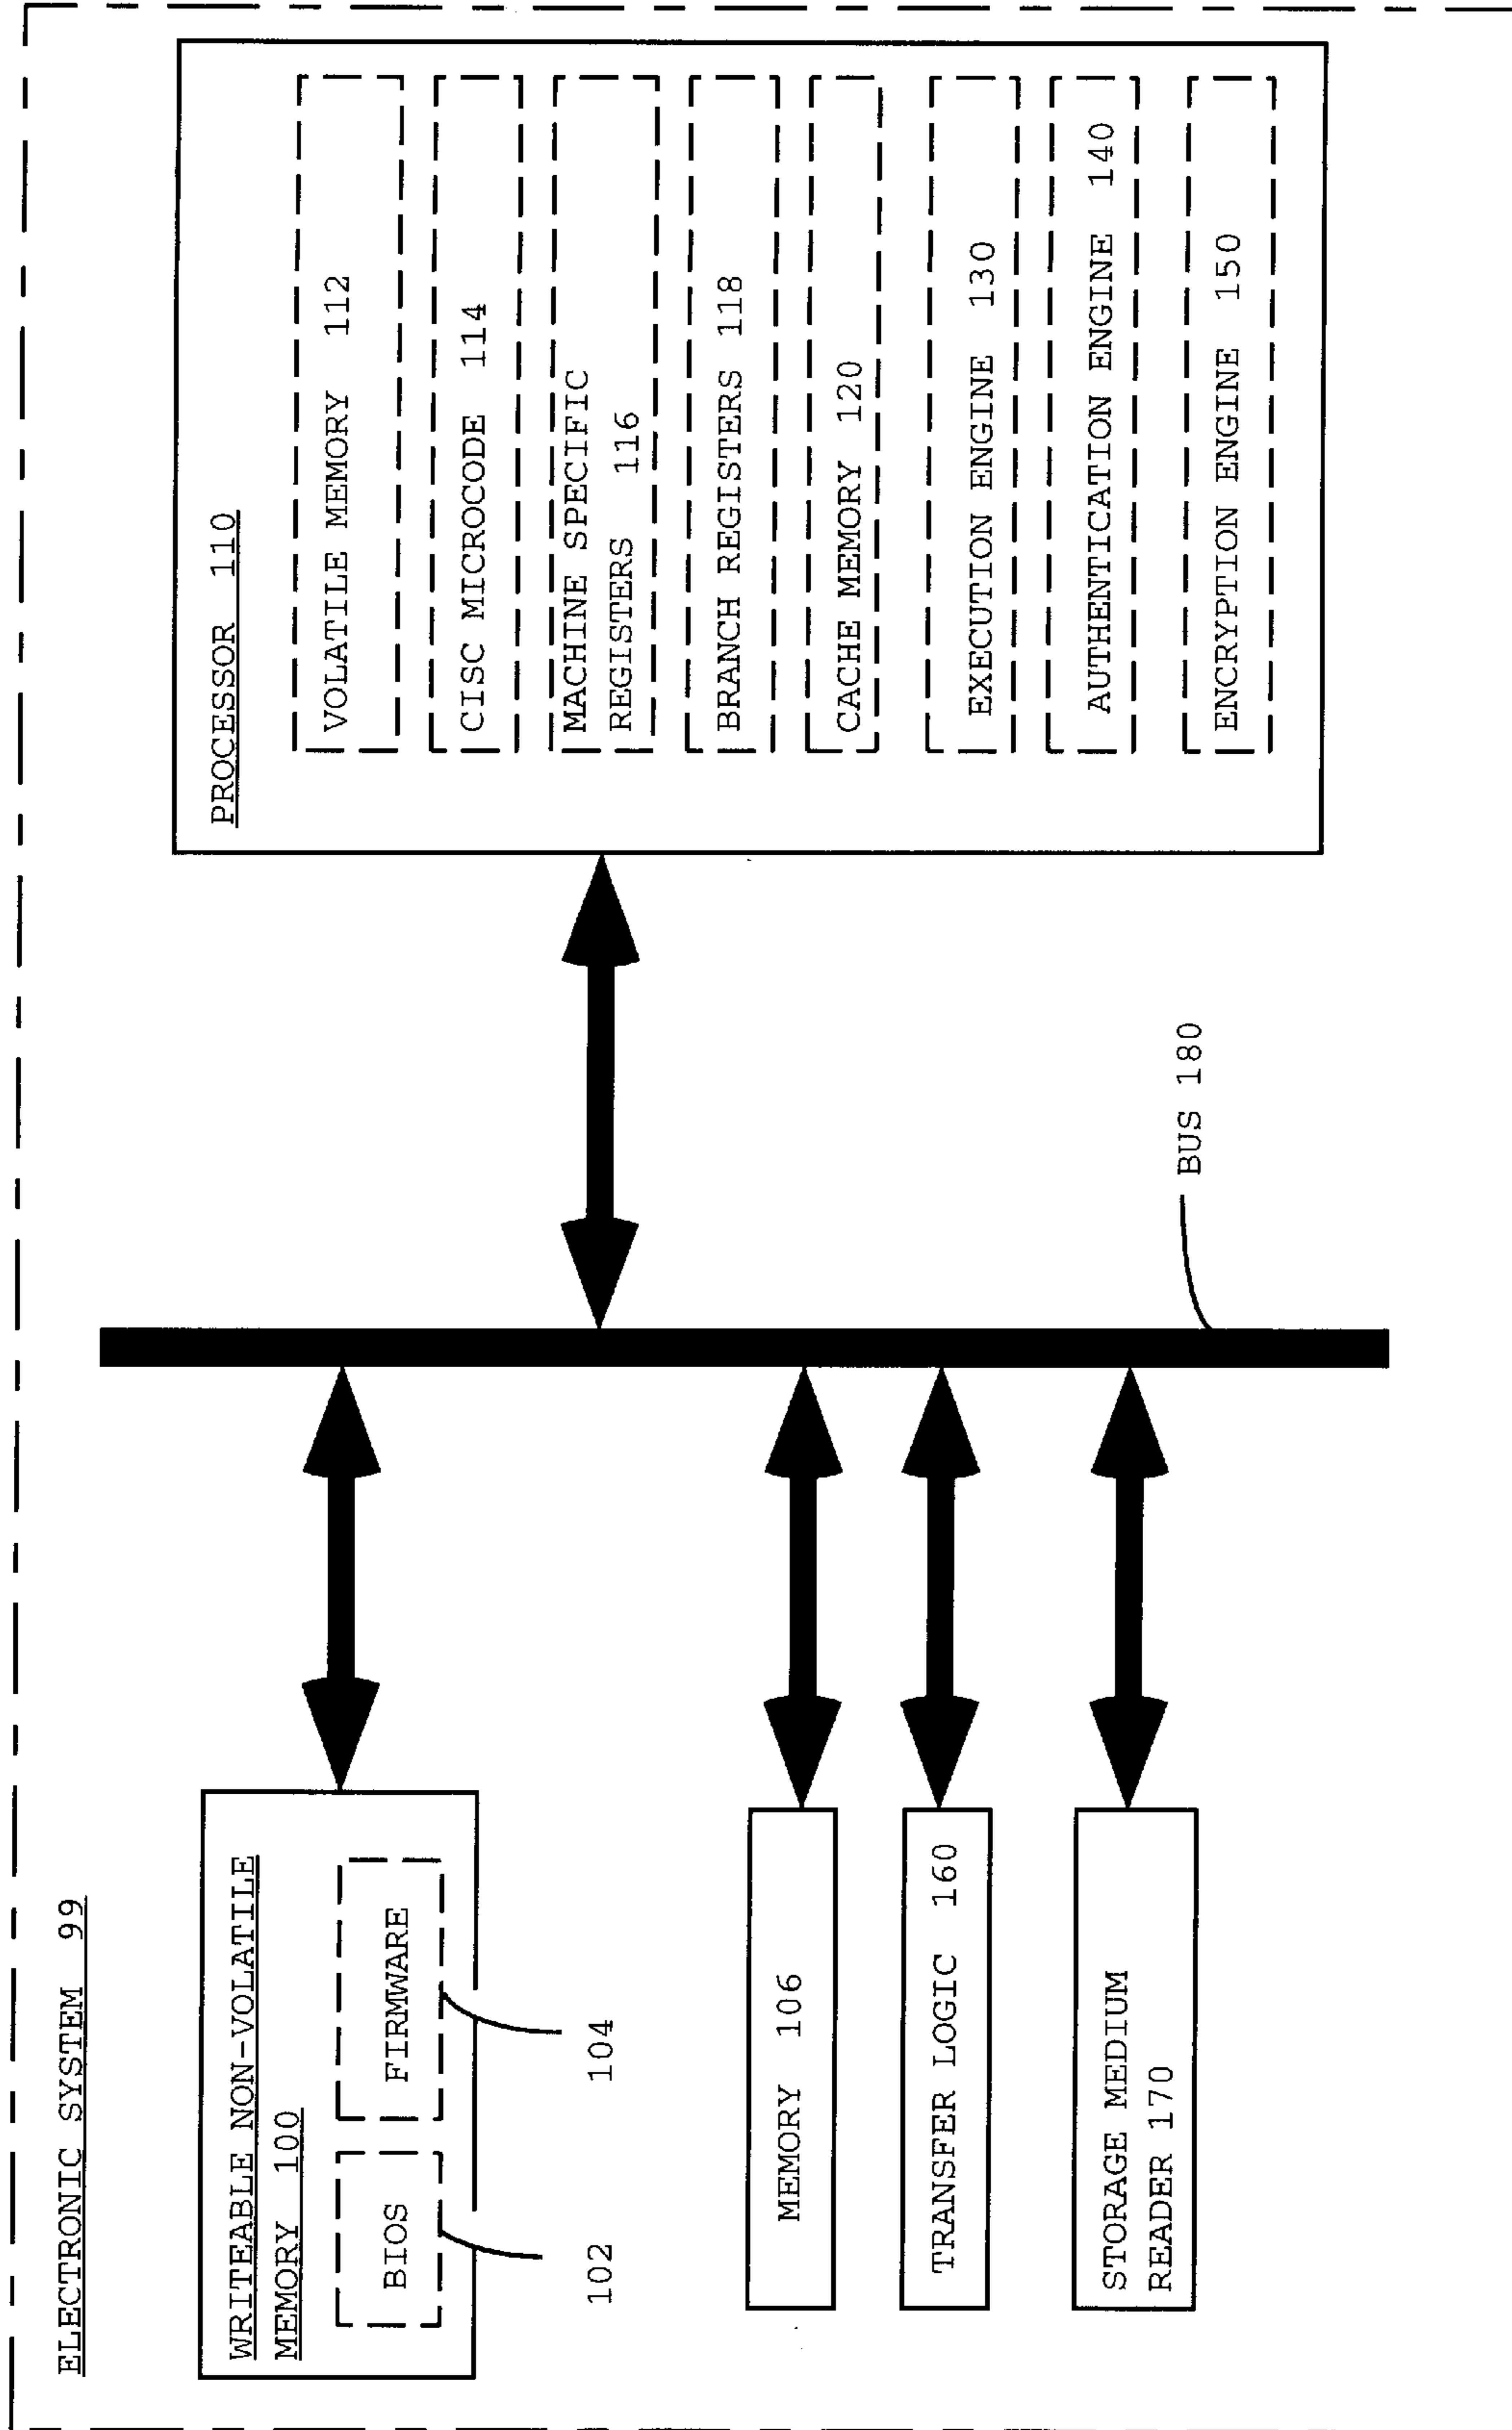 ELECTRONIC SYSTEM 99
WRITEABLE NON-VOLATILE
MEMORY 100
BIOS
FIRMWARE
102
104
MEMORY 106
TRANSFER LOGIC 160
STORAGE MEDIUM
READER 170
BUS 180
PROCESSOR 110
VOLATILE MEMORY 112
CISC MICROCODE 114
MACHINE SPECIFIC
REGISTERS 116
BRANCH REGISTERS 118
CACHE MEMORY 120
EXECUTION ENGINE 130
AUTHENTICATION ENGINE 140
ENCRYPTION ENGINE 150